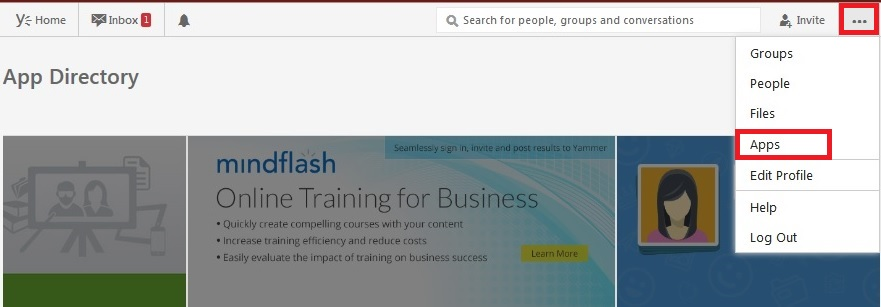 Home
Inbox 1
Search for people, groups and conversations
Invite
...
Groups
People
Files
Apps
Edit Profile
Help
Log Out
App Directory
Seamlessly sign in, invite and post results to Yammer
mindflash
Online Training for Business
• Quickly create compelling courses with your content
• Increase training efficiency and reduce costs
• Easily evaluate the impact of training on business success
Learn More